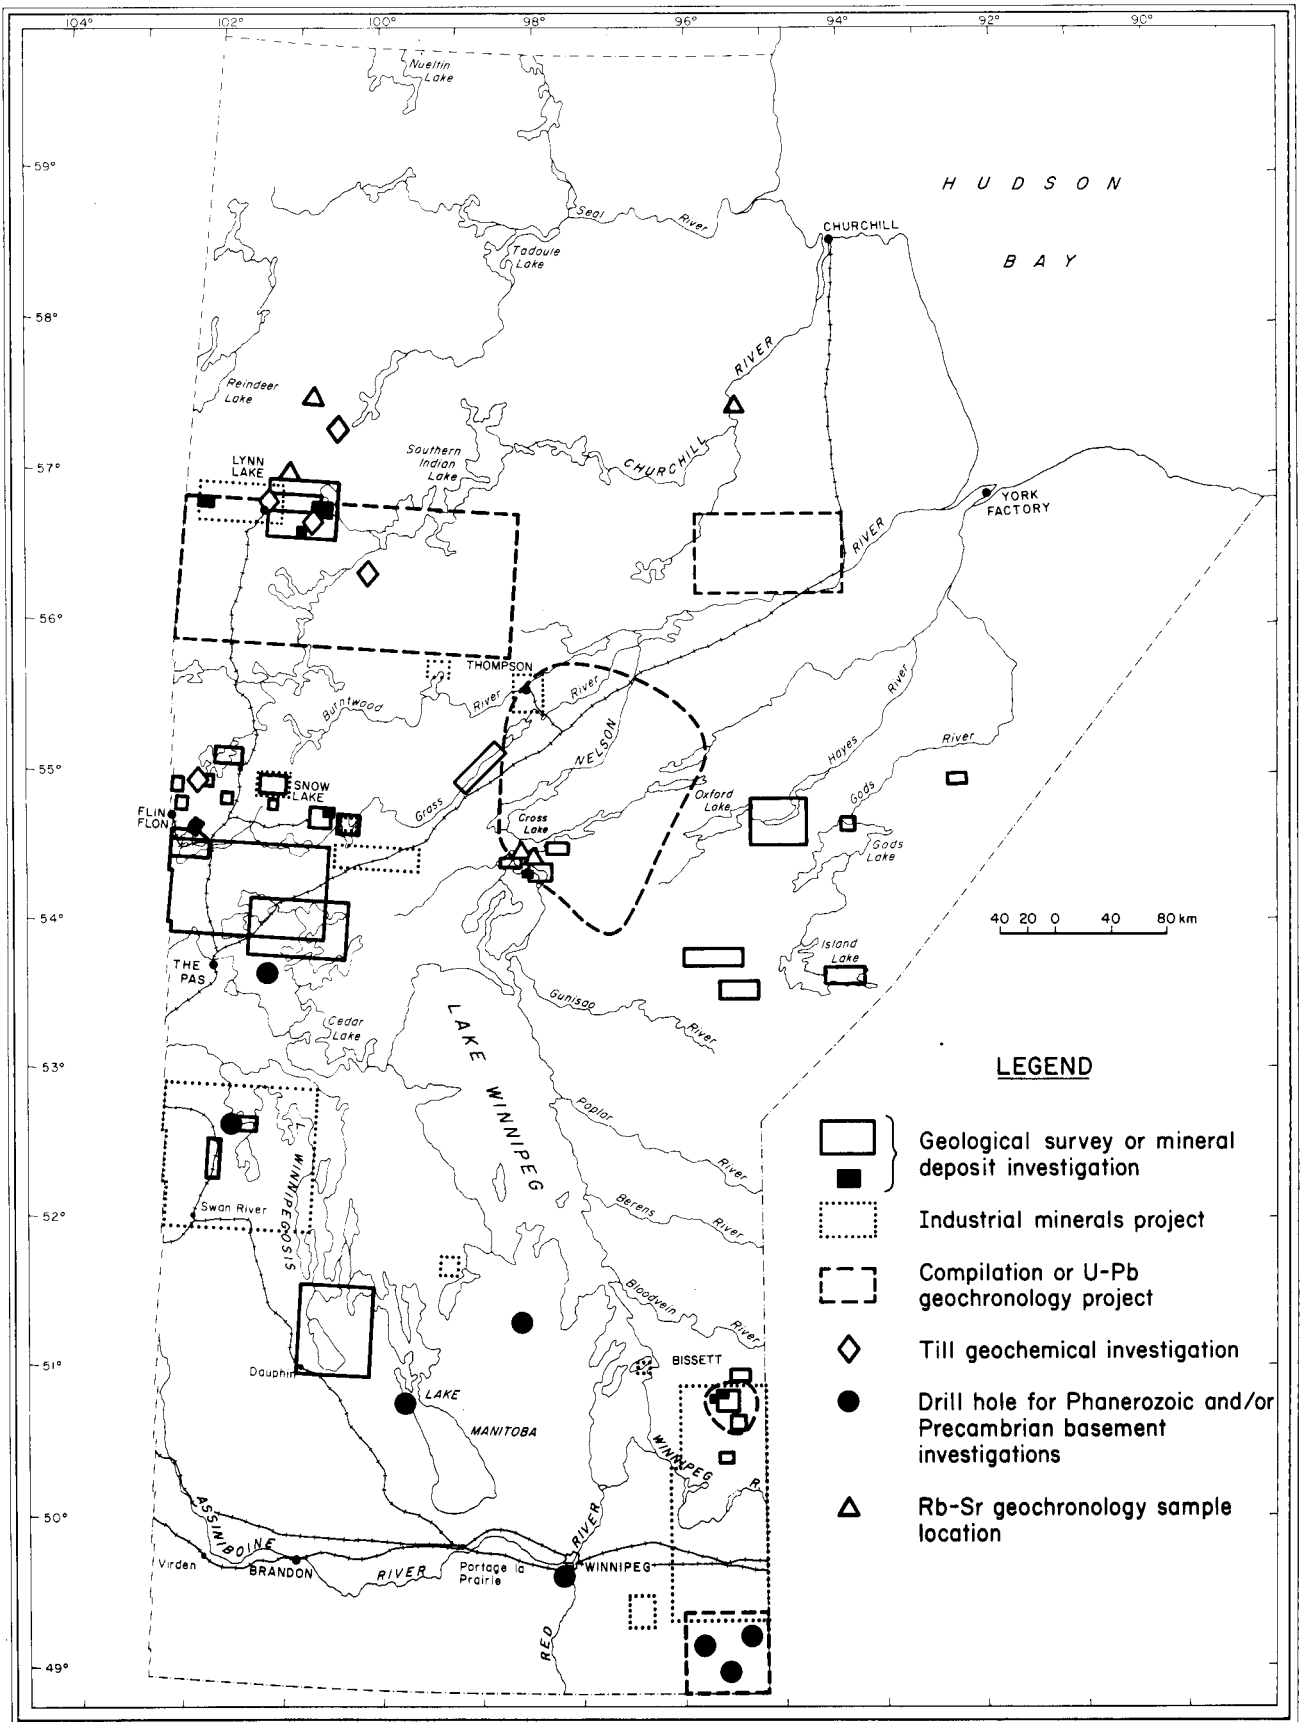 104° 102° 100° 98° 96° 94° 92° 90°
Nueltin
Lake
59°
HUDSON
BAY
Seal River
CHURCHILL
Tadoule
Lake
58°
RIVER
Reindeer
Lake
CHURCHILL
Southern
Indian
Lake
LYNN
LAKE
57°
YORK
FACTORY
RIVER
56°
THOMPSON
Burntwood River
River
NELSON
River
Hayes
River
Gods
55°
SNOW
LAKE
Grass
Oxford
Lake
FLIN
FLON
Cross
Lake
Gods
Lake
54°
40 20 0 40 80 km
THE
PAS
Island
Lake
Gunisao
River
Cedar
Lake
LAKE WINNIPEG
53°
LEGEND
Poplar
River
Geological survey or mineral
deposit investigation
L. WINNIPEGOSIS
Swan River
52°
Berens
River
Industrial minerals project
Compilation or U-Pb
geochronology project
Bloodvein
River
Till geochemical investigation
51°
BISSETT
Dauphin
LAKE
MANITOBA
Drill hole for Phanerozoic and/or
Precambrian basement
investigations
WINNIPEG
R.
Rb-Sr geochronology sample
location
50°
ASSINIBOINE
RIVER
RIVER
Virden
BRANDON
Portage la
Prairie
WINNIPEG
RED
49°